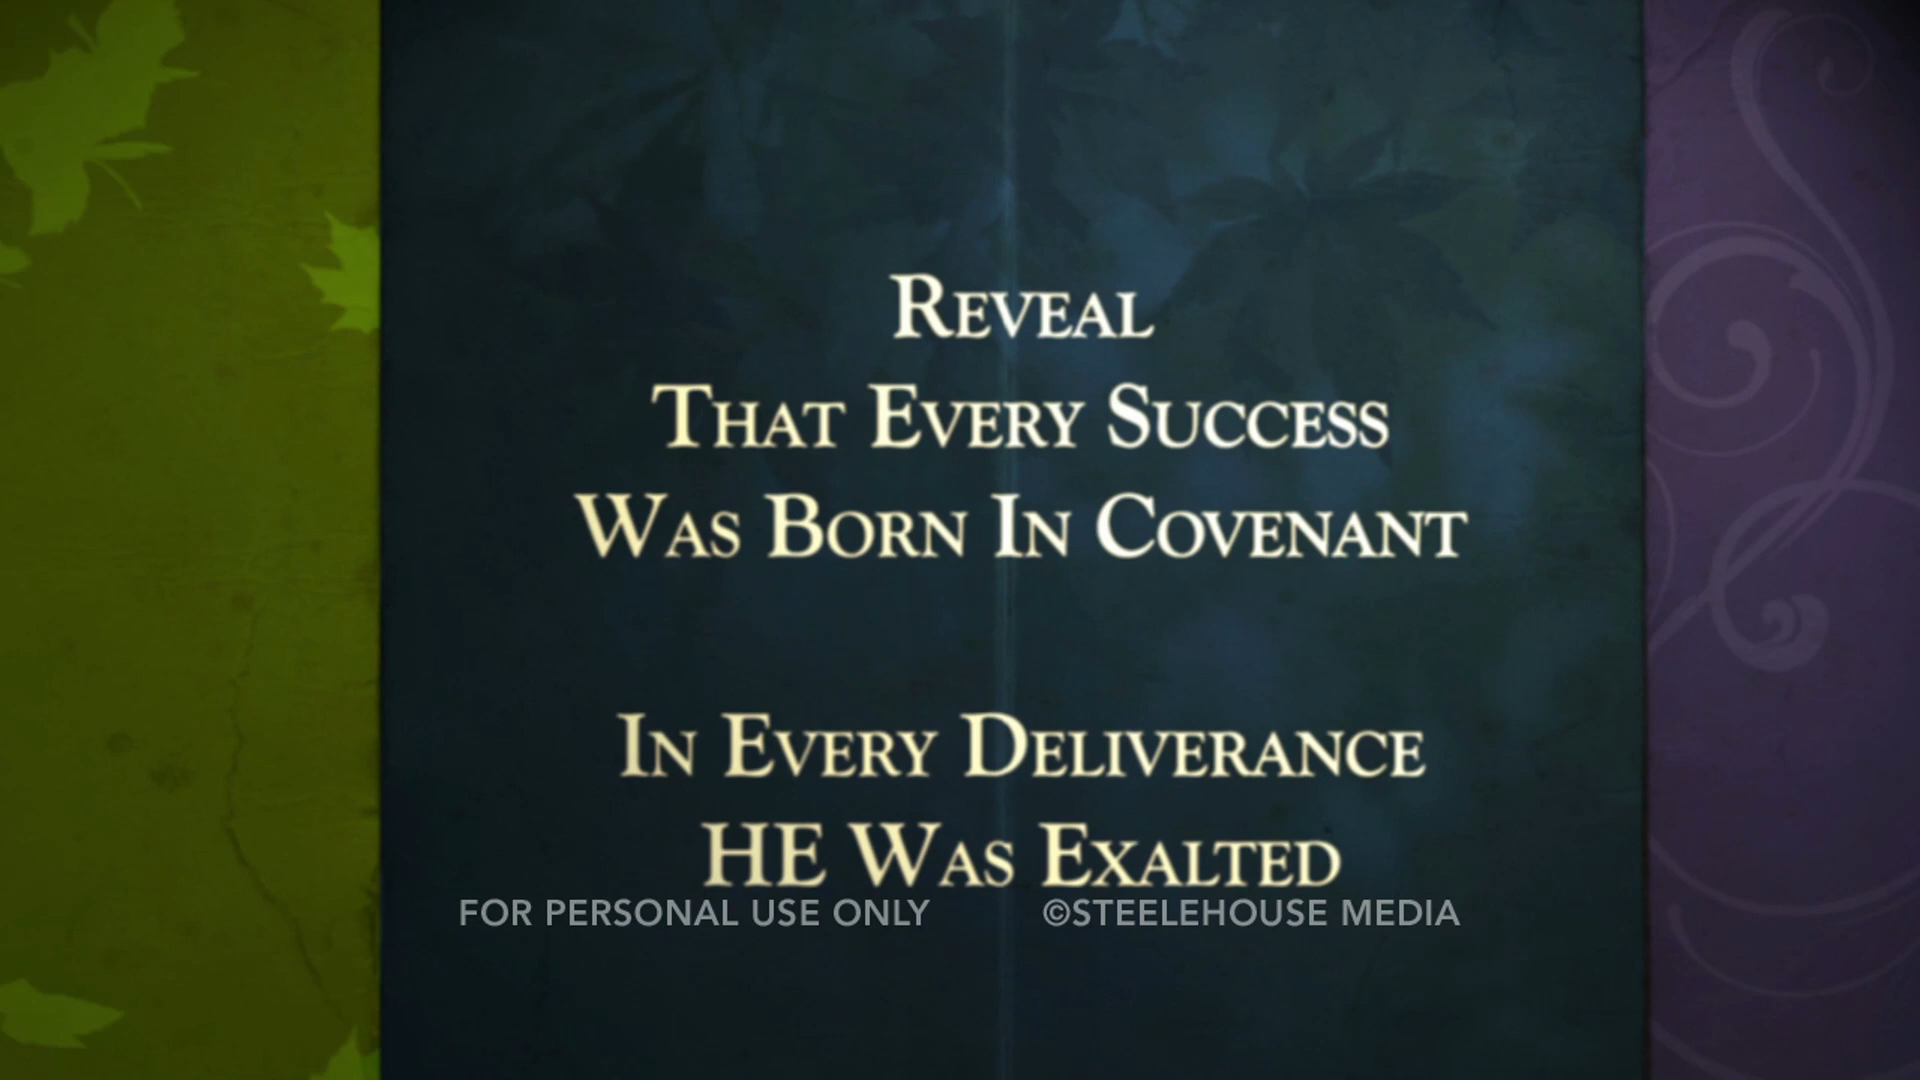 Reveal
That Every Success
Was Born In Covenant
In Every Deliverance
HE Was Exalted
FOR PERSONAL USE ONLY ©STEELEHOUSE MEDIA